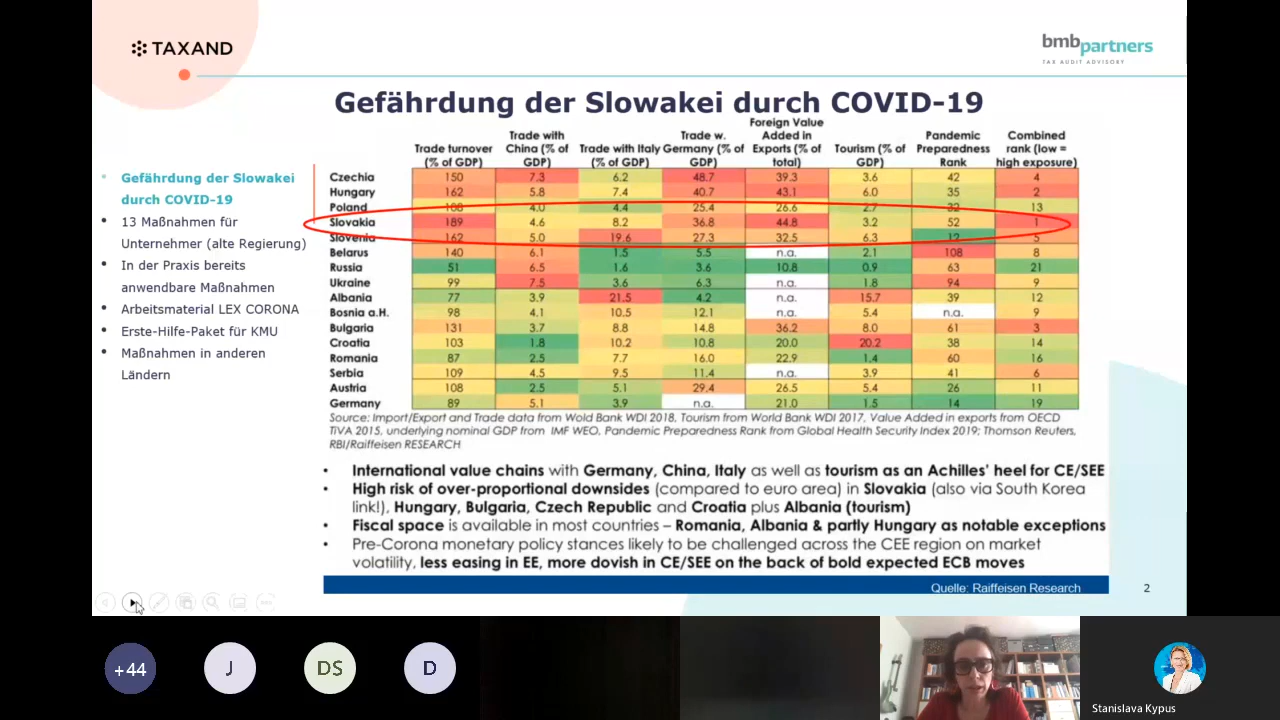 TAXAND
bmbpartners
TAX AUDIT ADVISORY
Gefährdung der Slowakei durch COVID-19
• Gefährdung der Slowakei
durch COVID-19
• 13 Maßnahmen für
Unternehmer (alte Regierung)
• In der Praxis bereits
anwendbare Maßnahmen
• Arbeitsmaterial LEX CORONA
• Erste-Hilfe-Paket für KMU
• Maßnahmen in anderen
Ländern
Trade turnover (% of GDP) Trade with China (% of GDP) Trade with Italy (% of GDP) Trade w. Germany (% of GDP) Foreign Value Added in Exports (% of total) Tourism (% of GDP) Pandemic Preparedness Rank Combined rank (low = high exposure)
Czechia 150 7.3 6.2 48.7 39.3 3.6 42 4
Hungary 162 5.8 7.4 40.7 43.1 6.0 35 2
Poland 108 4.0 4.4 25.4 26.6 2.7 32 13
Slovakia 189 4.6 8.2 36.8 44.8 3.2 52 1
Slovenia 162 5.0 19.6 27.3 32.5 6.3 12 5
Belarus 140 6.1 1.5 5.5 n.a. 2.1 108 8
Russia 51 6.5 1.6 3.6 10.8 0.9 63 21
Ukraine 99 7.5 3.6 6.3 n.a. 1.8 94 9
Albania 77 3.9 21.5 4.2 n.a. 15.7 39 12
Bosnia a.H. 98 4.1 10.5 12.1 n.a. 5.4 n.a. 9
Bulgaria 131 3.7 8.8 14.8 36.2 8.0 61 3
Croatia 103 1.8 10.2 10.8 20.0 20.2 38 14
Romania 87 2.5 7.7 16.0 22.9 1.4 60 16
Serbia 109 4.5 9.5 11.4 n.a. 3.9 41 6
Austria 108 2.5 5.1 29.4 26.5 5.4 26 11
Germany 89 5.1 3.9 n.a. 21.0 1.5 14 19
Source: Import/Export and Trade data from Wold Bank WDI 2018, Tourism from World Bank WDI 2017, Value Added in exports from OECD
TiVA 2015, underlying nominal GDP from IMF WEO, Pandemic Preparedness Rank from Global Health Security Index 2019; Thomson Reuters,
RBI/Raiffeisen RESEARCH
• International value chains with Germany, China, Italy as well as tourism as an Achilles' heel for CE/SEE
• High risk of over-proportional downsides (compared to euro area) in Slovakia (also via South Korea
link!), Hungary, Bulgaria, Czech Republic and Croatia plus Albania (tourism)
• Fiscal space is available in most countries – Romania, Albania & partly Hungary as notable exceptions
• Pre-Corona monetary policy stances likely to be challenged across the CEE region on market
volatility, less easing in EE, more dovish in CE/SEE on the back of bold expected ECB moves
Quelle: Raiffeisen Research
2
+44
J
DS
D
Stanislava Kypus